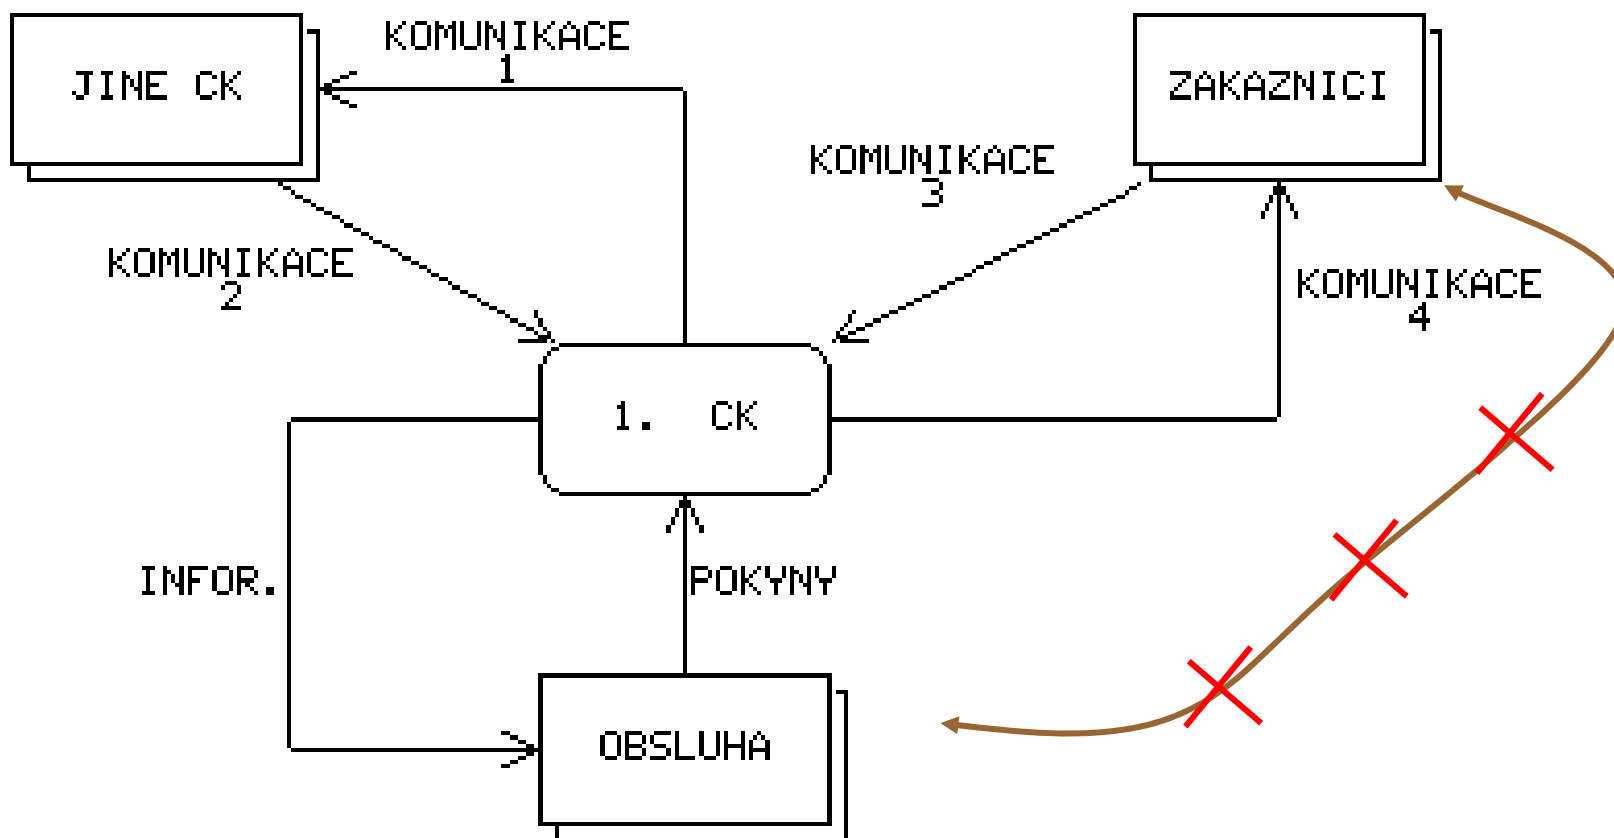 KOMUNIKACE
1
JINE CK
ZAKAZNICI
KOMUNIKACE
3
KOMUNIKACE
2
KOMUNIKACE
4
1. CK
INFOR.
POKYNY
OBSLUHA